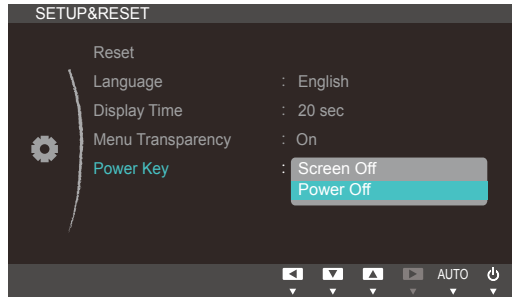 SETUP&RESET
Reset
Language : English
Display Time : 20 sec
Menu Transparency : On
Power Key : Screen Off
Power Off
AUTO